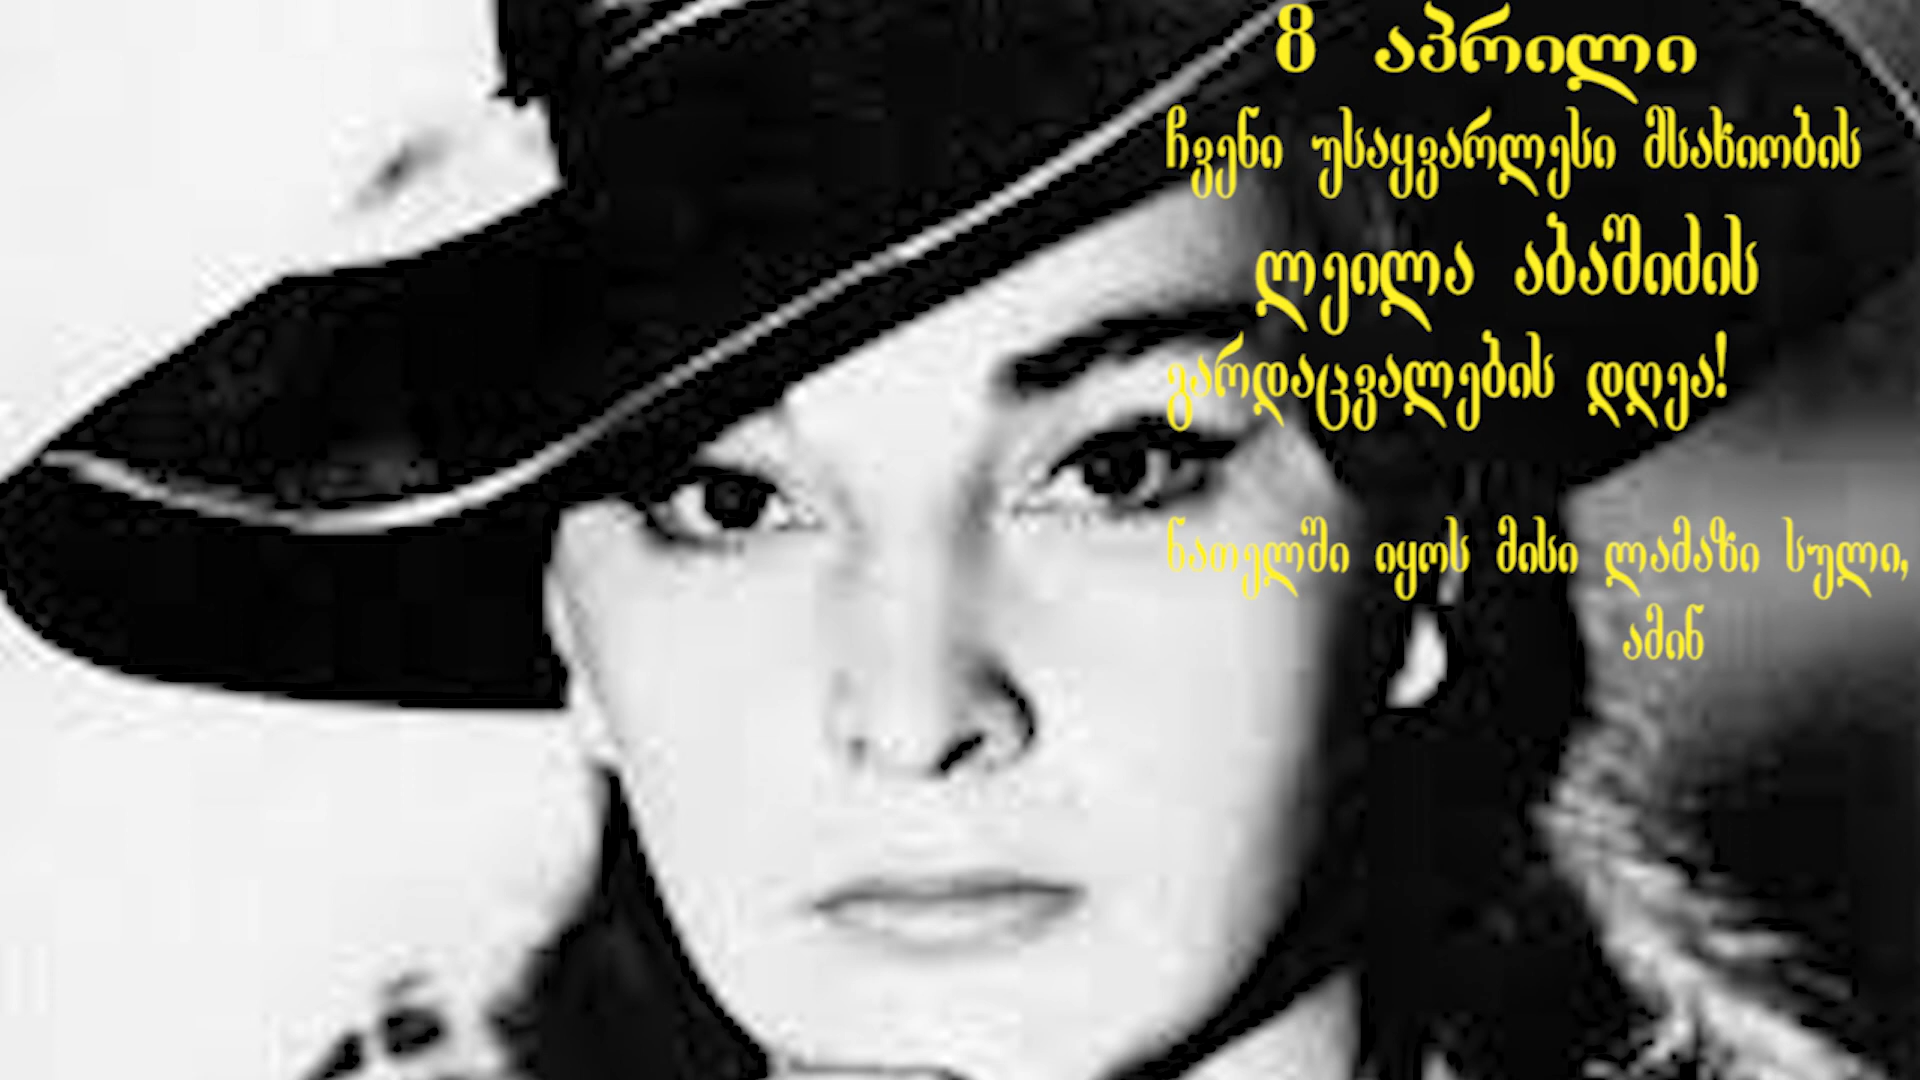 8 აპრილი
ჩვენი უსაყვარლესი მსახიობის
ლეილა აბაშიძის
გარდაცვალების დღეა!
ნათელში იყოს მისი ლამაზი სული,
ამინ